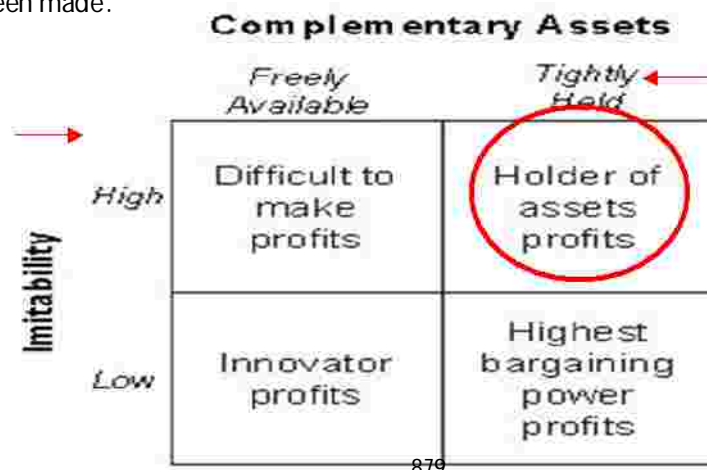 een made.
Complementary Assets
Freely
Available
Tightly
Held
Imitability
High
Difficult to
make
profits
Holder of
assets
profits
Low
Innovator
profits
Highest
bargaining
power
profits
879